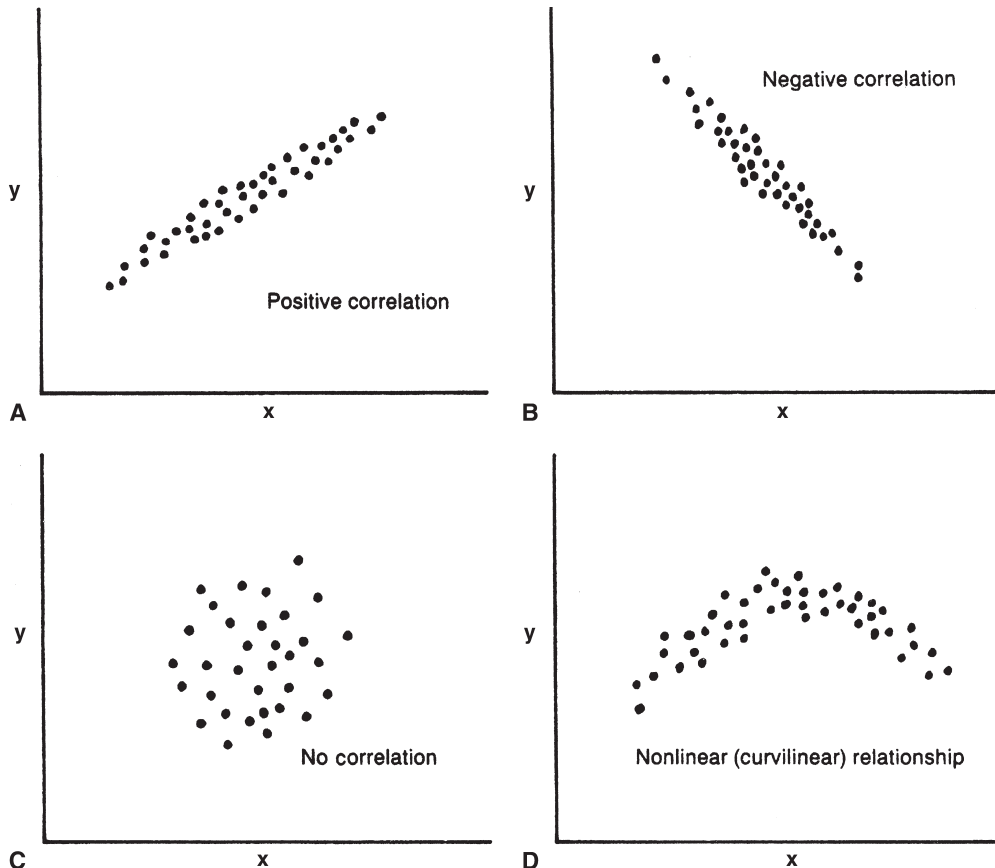 y
Positive correlation
A
x
y
Negative correlation
B
x
y
No correlation
C
x
y
Nonlinear (curvilinear) relationship
D
x